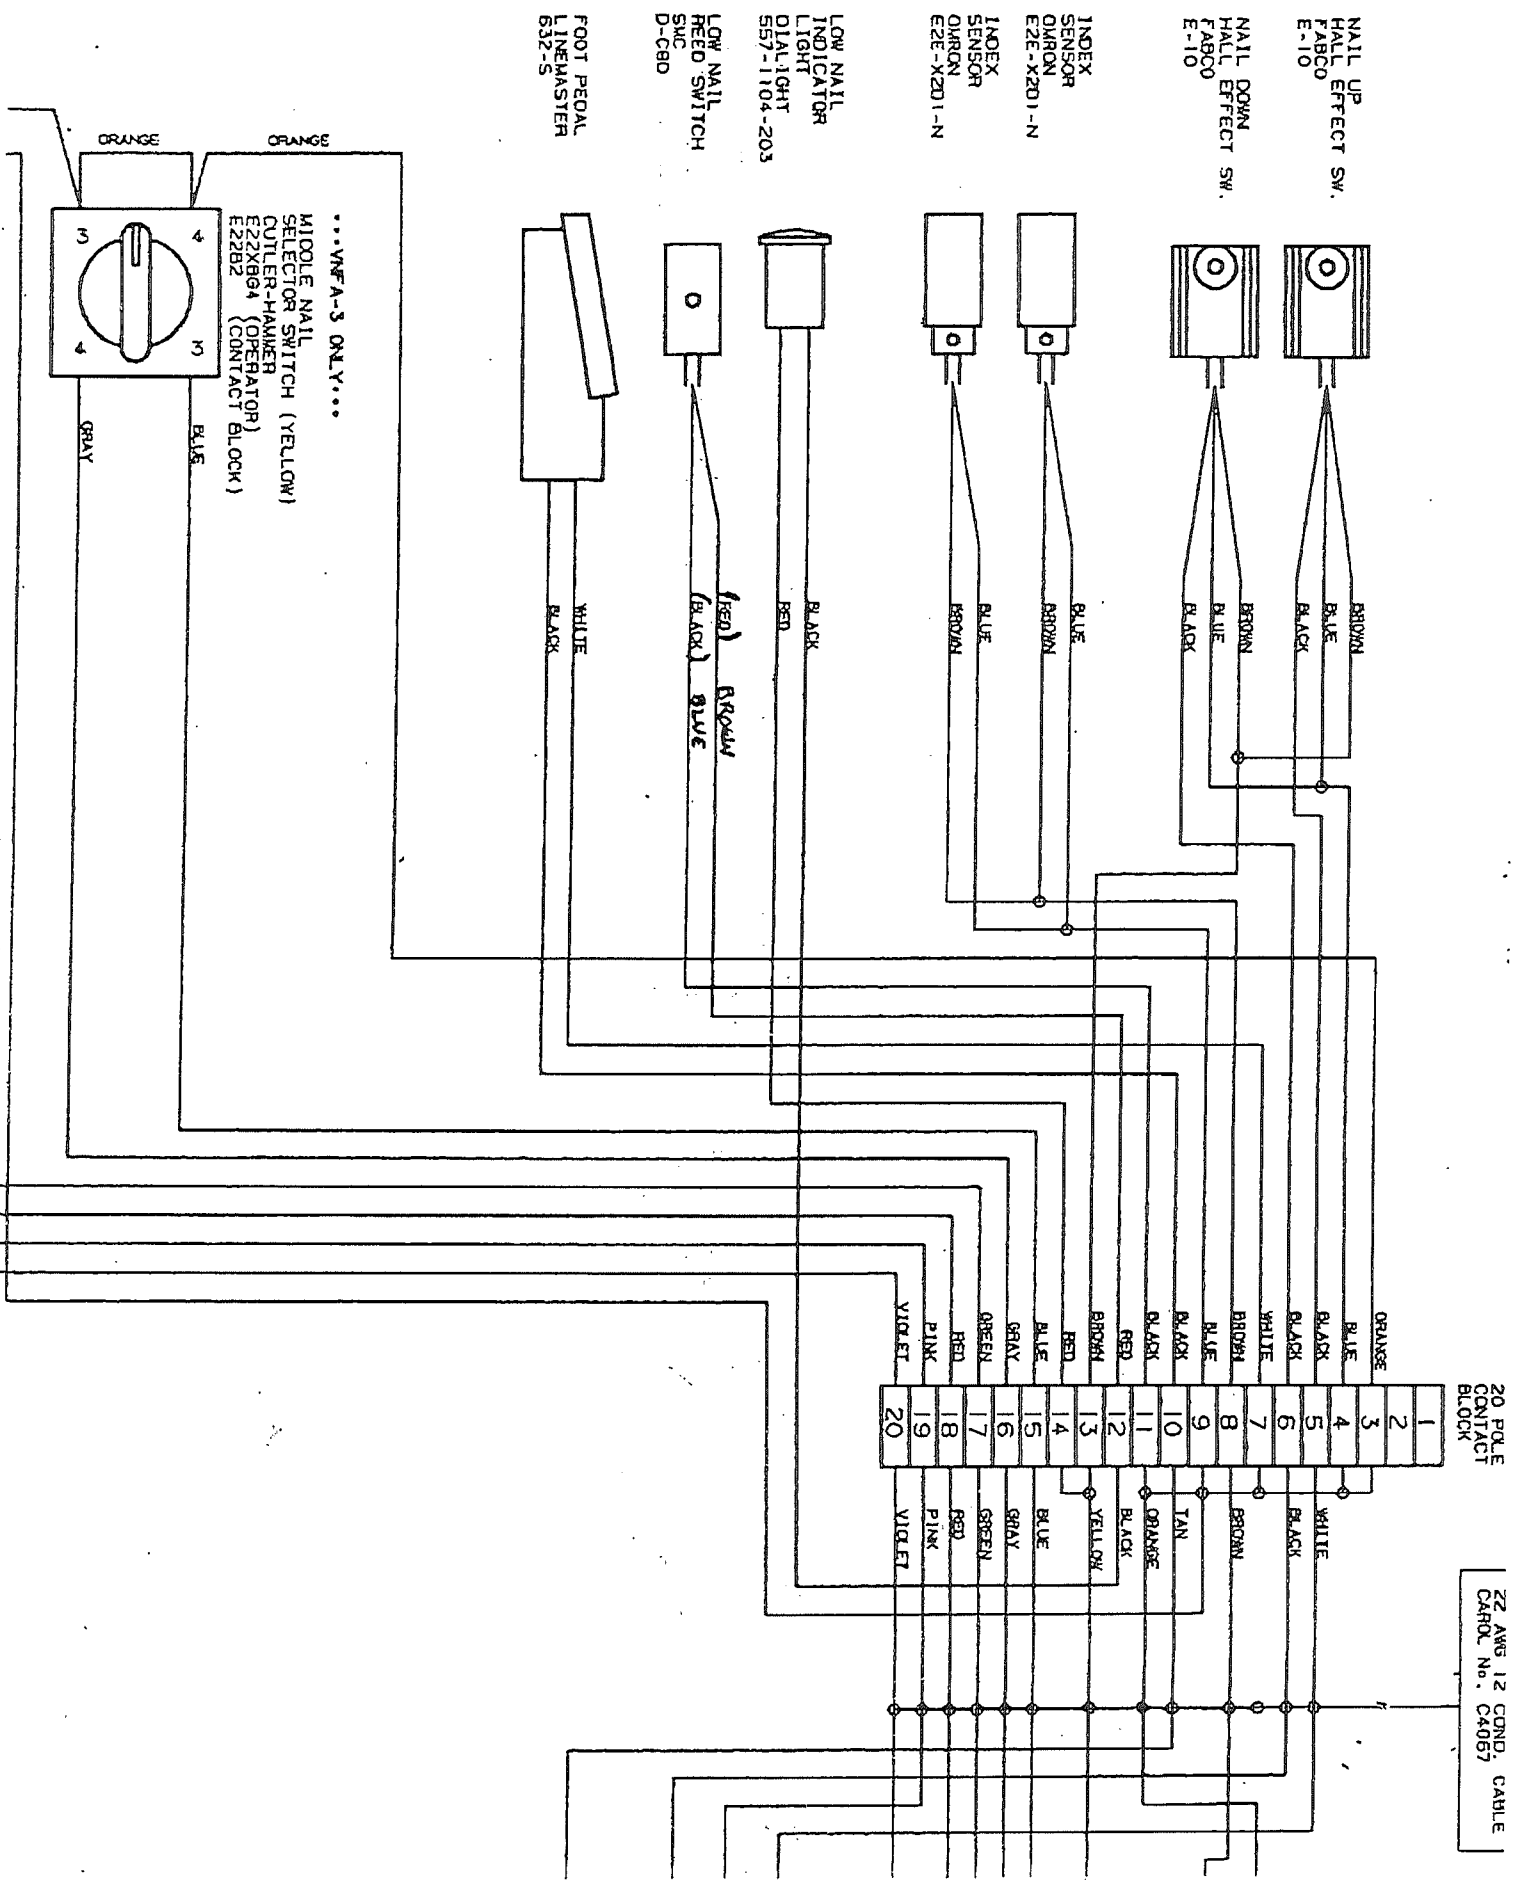 NAIL UP
HALL EFFECT SW.
FABCO
E-10
NAIL DOWN
HALL EFFECT SW.
FABCO
E-10
INDEX
SENSOR
OMRON
E2E-X2D1-N
INDEX
SENSOR
OMRON
E2E-X2D1-N
LOW NAIL
INDICATOR
LIGHT
DIALIGHT
557-1104-203
LOW NAIL
REED SWITCH
SMC
D-C80
FOOT PEDAL
LINEMASTER
632-S
•••VNFA-3 ONLY•••
MIDDLE NAIL
SELECTOR SWITCH (YELLOW)
CUTLER-HAMMER
E22XBG4 (OPERATOR)
E22B2 (CONTACT BLOCK)
ORANGE
ORANGE
3
4
4
3
BLUE
GRAY
BROWN
BLUE
BLACK
BROWN
BLUE
BLACK
BLUE
BROWN
BLUE
BROWN
BLACK
RED
(RED) BROWN
(BLACK) BLUE
WHITE
BLACK
20 POLE
CONTACT
BLOCK
ORANGE
BLUE
BLACK
BLACK
WHITE
BROWN
BLUE
BLACK
BLACK
RED
BROWN
RED
BLUE
GRAY
GREEN
RED
PINK
VIOLET
1
2
3
4
5
6
7
8
9
10
11
12
13
14
15
16
17
18
19
20
WHITE
BLACK
BROWN
TAN
ORANGE
BLACK
YELLOW
BLUE
GRAY
GREEN
RED
PINK
VIOLET
22 AWG 12 COND. CABLE
CAROL No. C4067